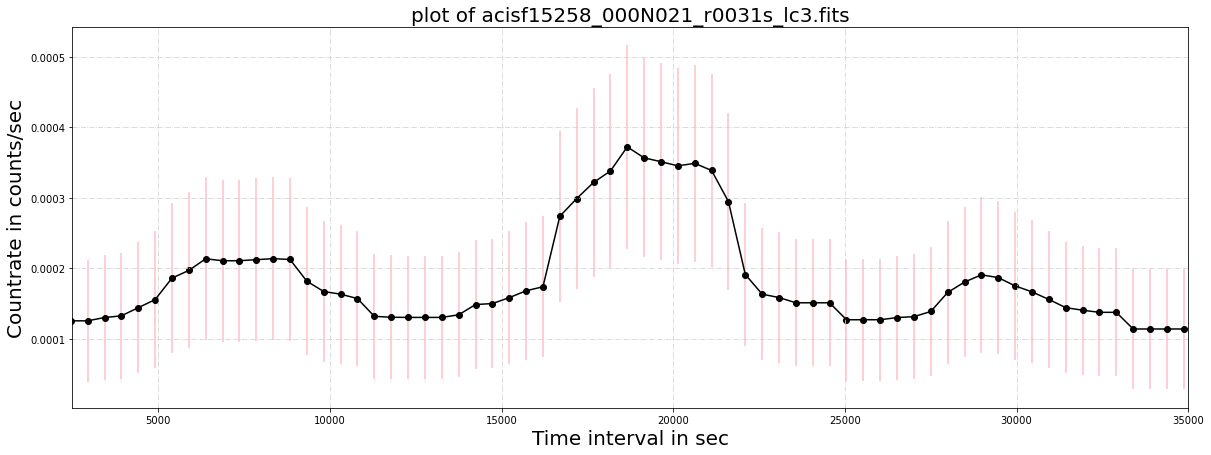 plot of acisf15258_000N021_r0031s_lc3.fits
Countrate in counts/sec
0.0005
0.0004
0.0003
0.0002
0.0001
5000 10000 15000 20000 25000 30000 35000
Time interval in sec